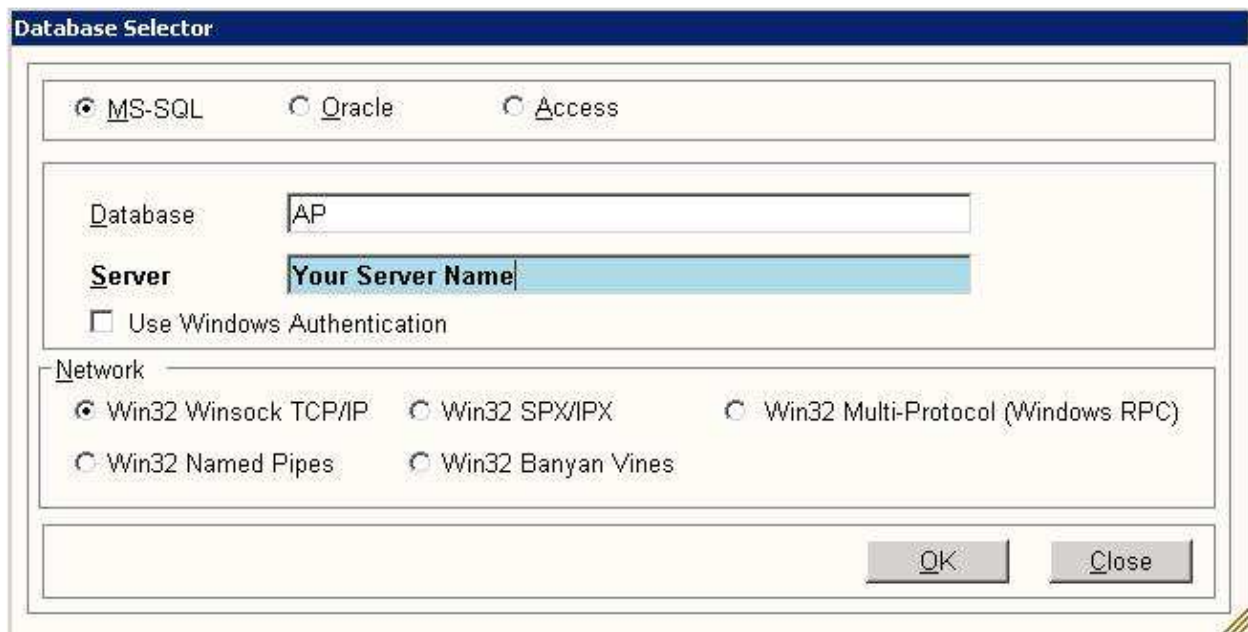 Database Selector
MS-SQL Oracle Access
Database AP
Server Your Server Name
Use Windows Authentication
Network
Win32 Winsock TCP/IP Win32 SPX/IPX Win32 Multi-Protocol (Windows RPC)
Win32 Named Pipes Win32 Banyan Vines
OK Close